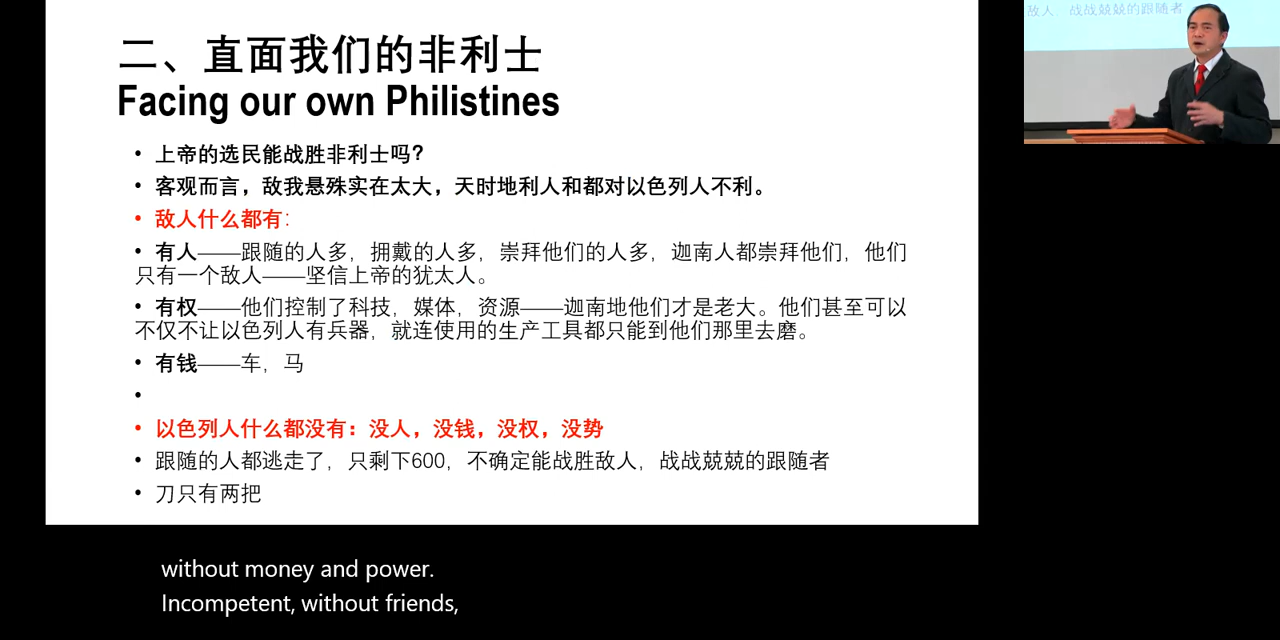 二、直面我们的非利士
Facing our own Philistines
• 上帝的选民能战胜非利士吗?
• 客观而言，敌我悬殊实在太大，天时地利人和都对以色列人不利。
• 敌人什么都有:
• 有人——跟随的人多，拥戴的人多，崇拜他们的人多，迦南人都崇拜他们，他们
只有一个敌人——坚信上帝的犹太人。
• 有权——他们控制了科技，媒体，资源——迦南地他们才是老大。他们甚至可以
不仅不让以色列人有兵器，就连使用的生产工具都只能到他们那里去磨。
• 有钱——车，马
•
• 以色列人什么都没有：没人，没钱，没权，没势
• 跟随的人都逃走了，只剩下600，不确定能战胜敌人，战战兢兢的跟随者
• 刀只有两把
敌人，战战兢兢的跟随者
without money and power.
Incompetent, without friends,